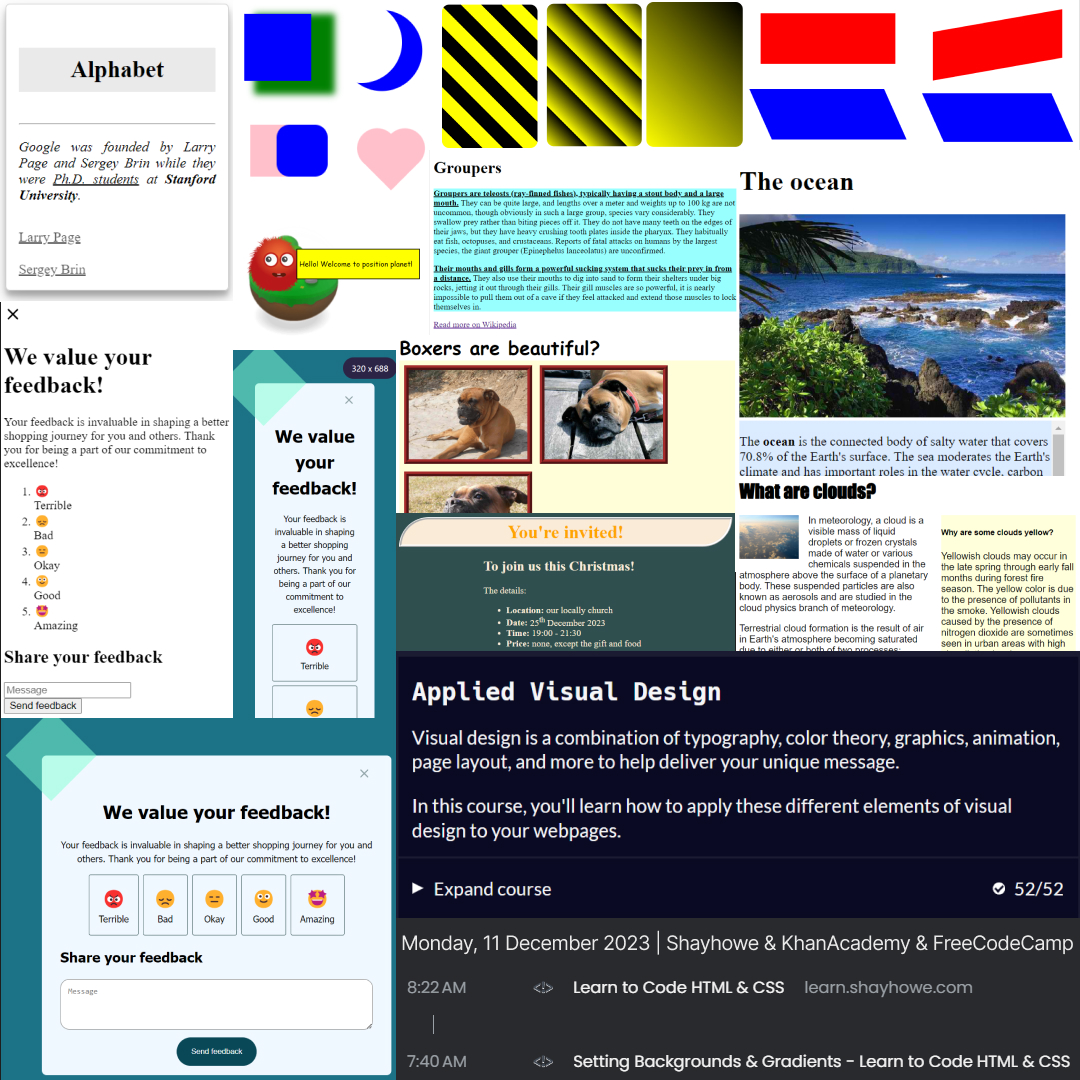 Alphabet
Google was founded by Larry
Page and Sergey Brin while they
were Ph.D. students at Stanford
University.
Larry Page
Sergey Brin
Hello! Welcome to position planet!
Groupers
Groupers are teleosts (ray-finned fishes), typically having a stout body and a large
mouth. They can be quite large, and lengths over a meter and weights up to 100 kg are not
uncommon, though obviously in such a large group, species vary considerably. They
swallow prey rather than biting pieces off it. They do not have many teeth on the edges of
their jaws, but they have heavy crushing tooth plates inside the pharynx. They habitually
eat fish, octopuses, and crustaceans. Reports of fatal attacks on humans by the largest
species, the giant grouper (Epinephelus lanceolatus) are unconfirmed.
Their mouths and gills form a powerful sucking system that sucks their prey in from
a distance. They also use their mouths to dig into sand to form their shelters under big
rocks, jetting it out through their gills. Their gill muscles are so powerful, it is nearly
impossible to pull them out of a cave if they feel attacked and extend those muscles to lock
themselves in.
Read more on Wikipedia
The ocean
The ocean is the connected body of salty water that covers
70.8% of the Earth's surface. The sea moderates the Earth's
climate and has important roles in the water cycle, carbon
We value your
feedback!
Your feedback is invaluable in shaping a better
shopping journey for you and others. Thank
you for being a part of our commitment to
excellence!
1.
Terrible
2.
Bad
3.
Okay
4.
Good
5.
Amazing
Share your feedback
Message
Send feedback
320 x 688
We value
your
feedback!
Your feedback is
invaluable in shaping
a better shopping
journey for you and
others. Thank you for
being a part of our
commitment to
excellence!
Terrible
Boxers are beautiful?
You're invited!
To join us this Christmas!
The details:
• Location: our locally church
• Date: 25th December 2023
• Time: 19:00 - 21:30
• Price: none, except the gift and food
What are clouds?
In meteorology, a cloud is a
visible mass of liquid
droplets or frozen crystals
made of water or various
chemicals suspended in the
atmosphere above the surface of a planetary
body. These suspended particles are also
known as aerosols and are studied in the
cloud physics branch of meteorology.
Terrestrial cloud formation is the result of air
in Earth's atmosphere becoming saturated
due to either or both of two processes:
Why are some clouds yellow?
Yellowish clouds may occur in
the late spring through early fall
months during forest fire
season. The yellow color is due
to the presence of pollutants in
the smoke. Yellowish clouds
caused by the presence of
nitrogen dioxide are sometimes
seen in urban areas with high
We value your feedback!
Your feedback is invaluable in shaping a better shopping journey for you and
others. Thank you for being a part of our commitment to excellence!
Terrible Bad Okay Good Amazing
Share your feedback
Message
Send feedback
Applied Visual Design
Visual design is a combination of typography, color theory, graphics, animation,
page layout, and more to help deliver your unique message.
In this course, you'll learn how to apply these different elements of visual
design to your webpages.
Expand course 52/52
Monday, 11 December 2023 | Shayhowe & KhanAcademy & FreeCodeCamp
8:22 AM Learn to Code HTML & CSS learn.shayhowe.com
7:40 AM Setting Backgrounds & Gradients - Learn to Code HTML & CSS